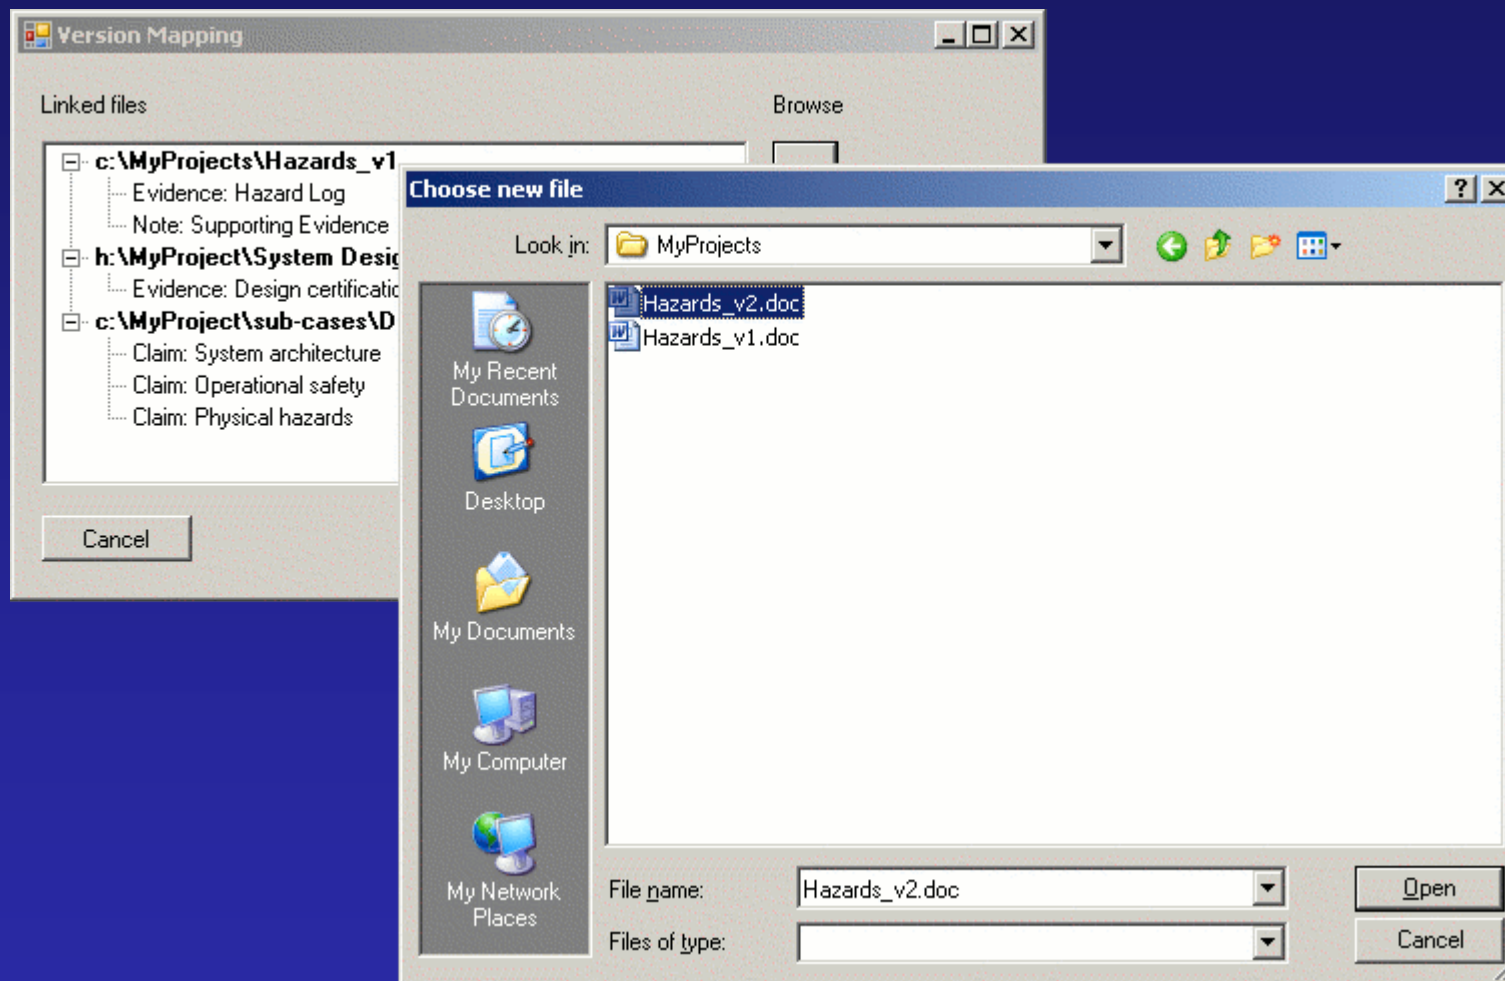 Version Mapping
Linked files
Browse
c:\MyProjects\Hazards_v1
Evidence: Hazard Log
Note: Supporting Evidence
h:\MyProject\System Desig
Evidence: Design certificatio
c:\MyProject\sub-cases\D
Claim: System architecture
Claim: Operational safety
Claim: Physical hazards
Cancel
Choose new file
Look in:
MyProjects
My Recent
Documents
Desktop
My Documents
My Computer
My Network
Places
Hazards_v2.doc
Hazards_v1.doc
File name:
Hazards_v2.doc
Open
Files of type:
Cancel